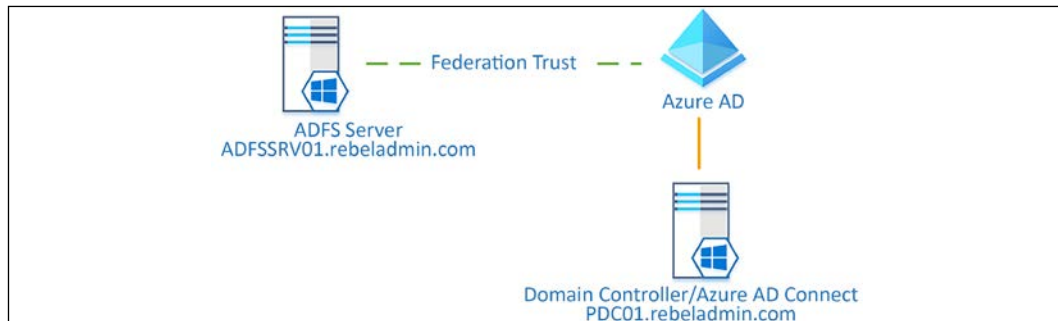 Federation Trust
Azure AD
ADFS Server
ADFSSRV01.rebeladmin.com
Domain Controller/Azure AD Connect
PDC01.rebeladmin.com